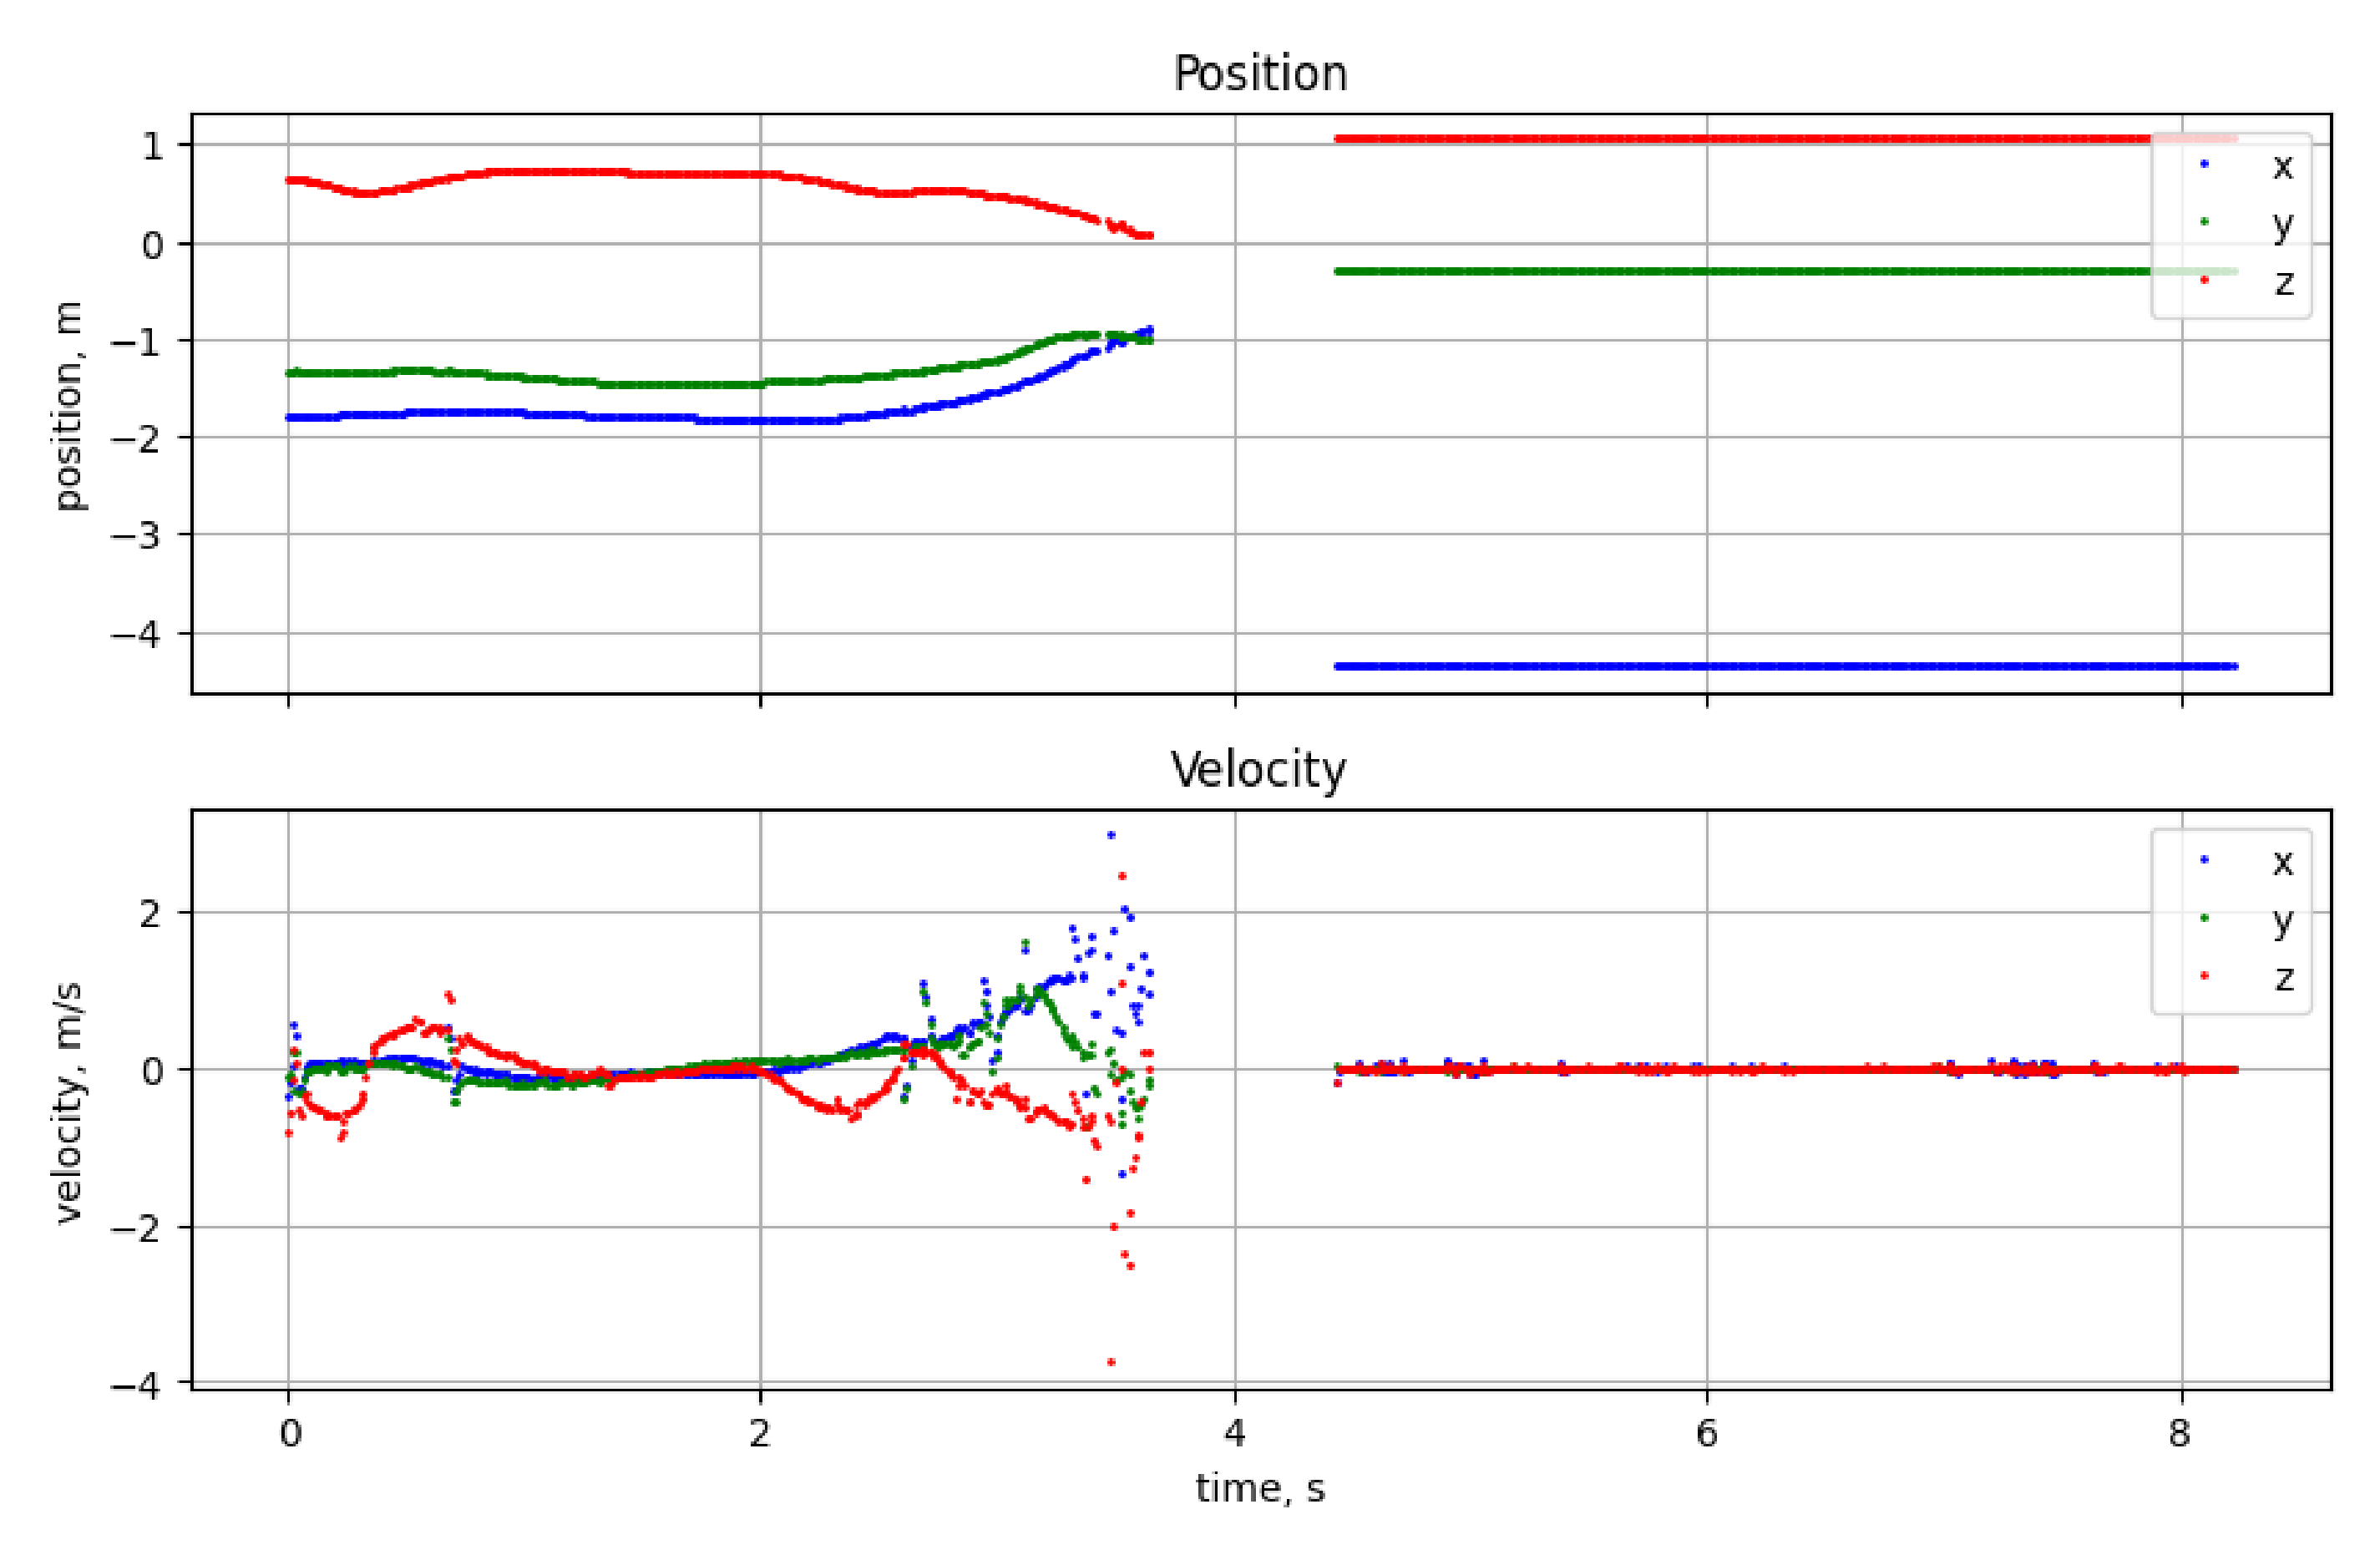 Position
1
0
−1
−2
−3
−4
position, m
x
y
z
Velocity
2
0
−2
−4
velocity, m/s
x
y
z
0 2 4 6 8
time, s